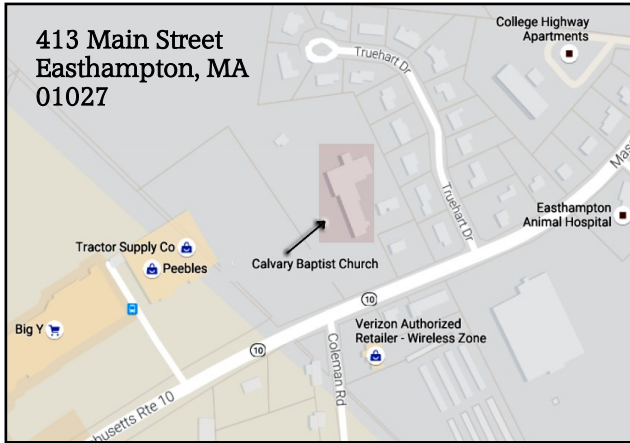 413 Main Street
Easthampton, MA
01027
College Highway
Apartments
Truehart Dr
Mas
Truehart Dr
Easthampton
Animal Hospital
Tractor Supply Co
Peebles
Calvary Baptist Church
10
Big Y
Verizon Authorized
Retailer - Wireless Zone
10
Coleman Rd
husetts Rte 10